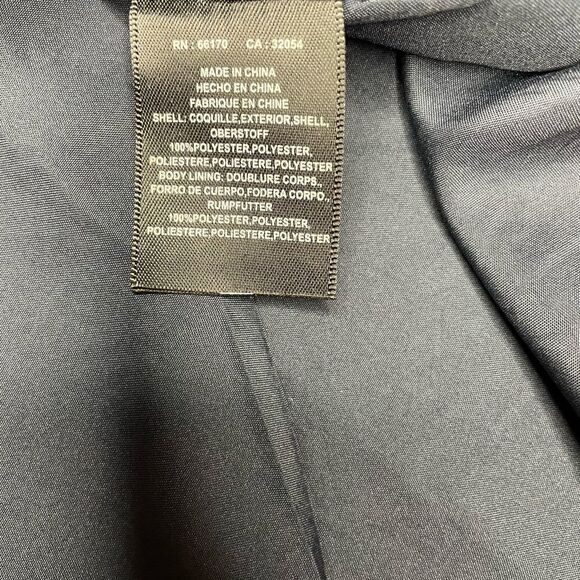 RN : 66170 CA : 32054
MADE IN CHINA
HECHO EN CHINA
FABRIQUE EN CHINE
SHELL: COQUILLE,EXTERIOR,SHELL,
OBERSTOFF
100%POLYESTER,POLYESTER,
POLIESTERE,POLIESTERE,POLYESTER
BODY LINING: DOUBLURE CORPS.,
FORRO DE CUERPO,FODERA CORPO.,
RUMPFUTTER
100%POLYESTER,POLYESTER,
POLIESTERE,POLIESTERE,POLYESTER